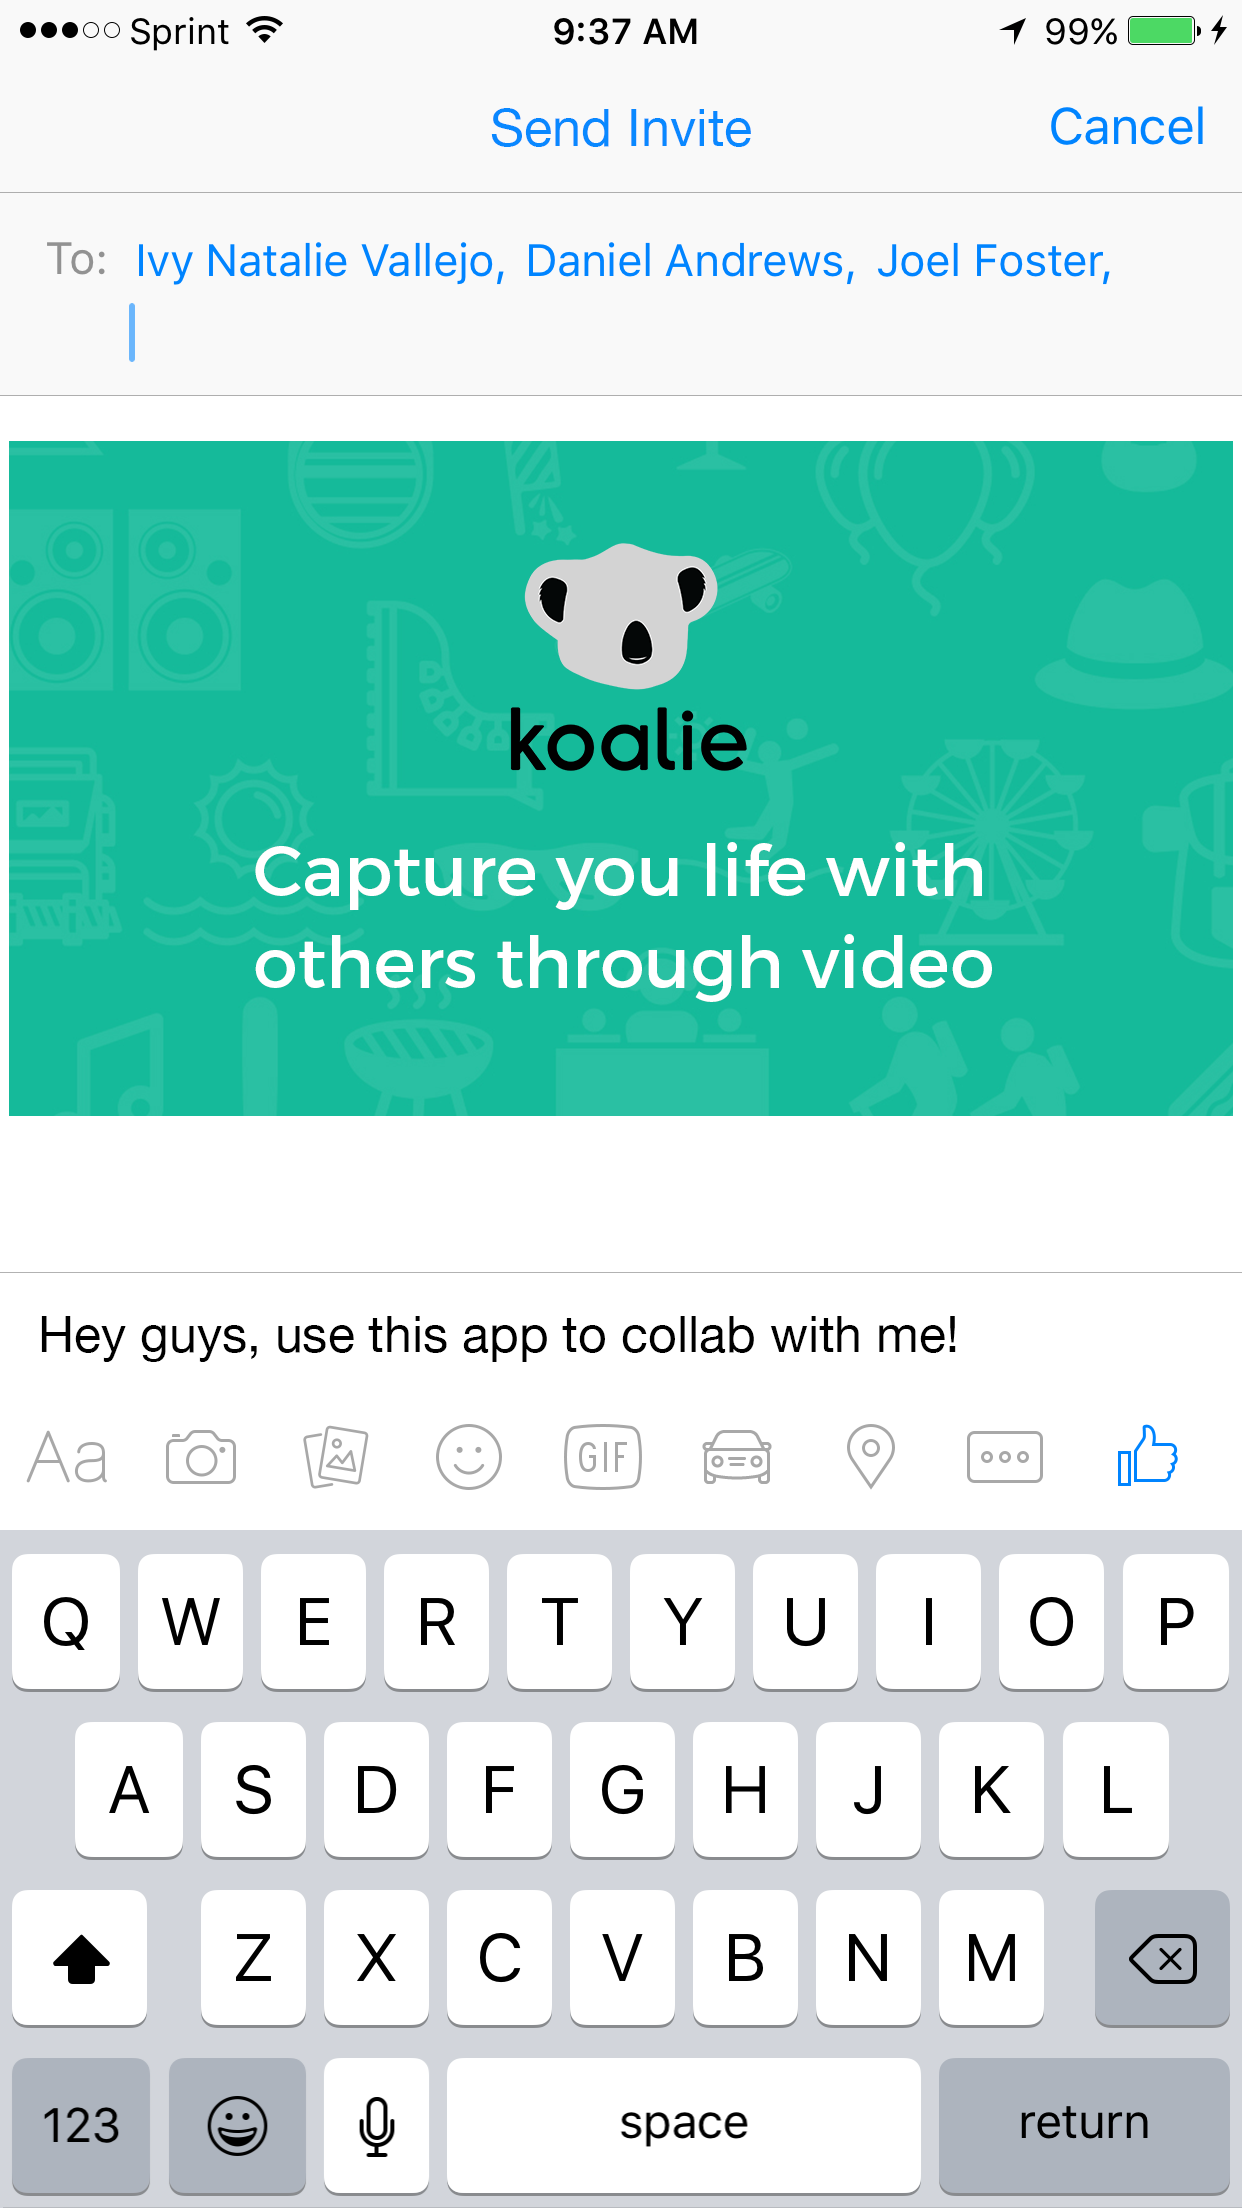 Sprint 9:37 AM 99%
Send Invite Cancel
To: Ivy Natalie Vallejo, Daniel Andrews, Joel Foster,
koalie
Capture you life with
others through video
Hey guys, use this app to collab with me!
Aa GIF
Q W E R T Y U I O P
A S D F G H J K L
Z X C V B N M
123 space return